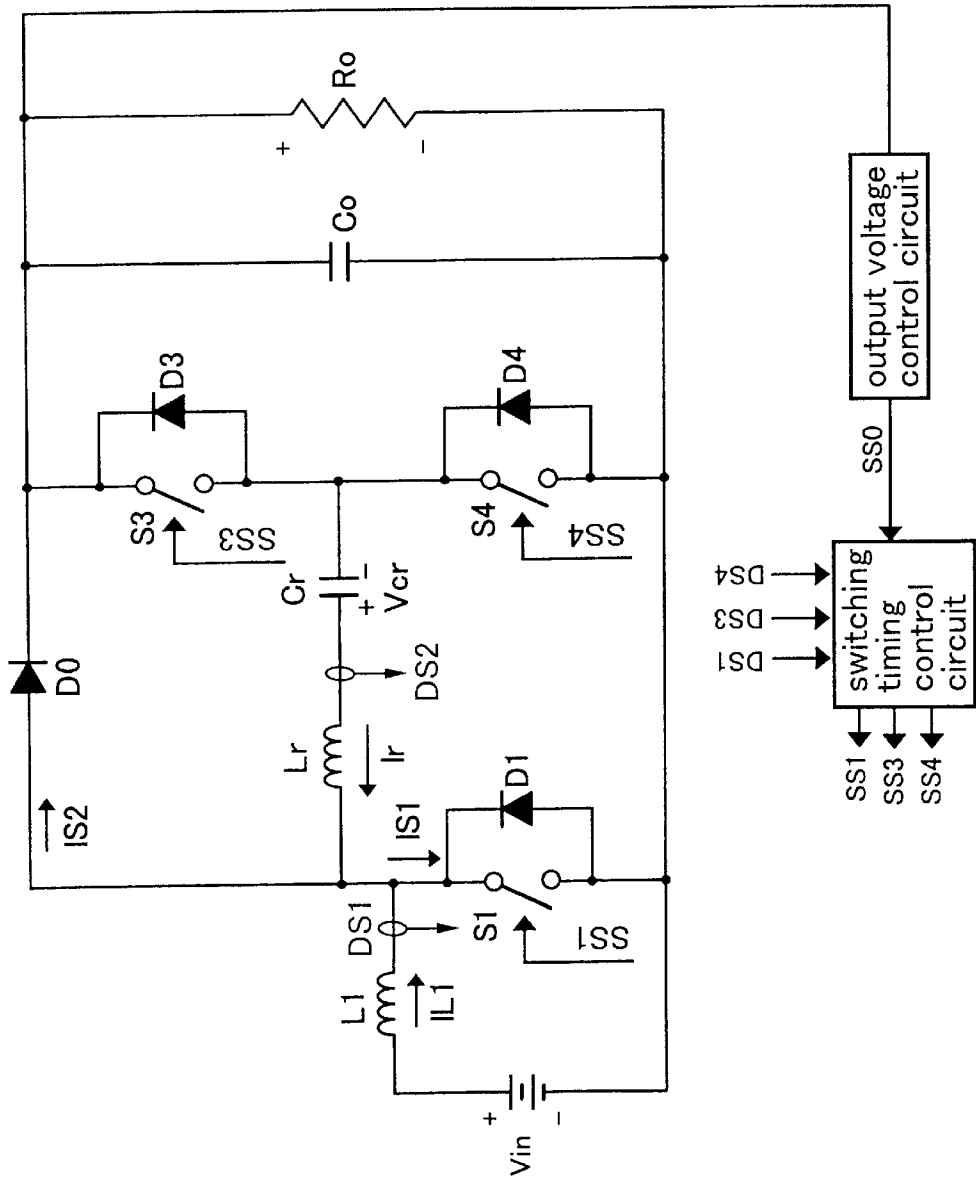 IS2
D0
S3
SS3
D3
Co
+
Ro
−
Lr
Ir
DS2
Cr
+
−
Vcr
S4
SS4
D4
L1
IL1
DS1
IS1
S1
SS1
D1
Vin
+
−
SS1
SS3
SS4
DS1
DS3
DS4
switching
timing
control
circuit
SS0
output voltage
control circuit